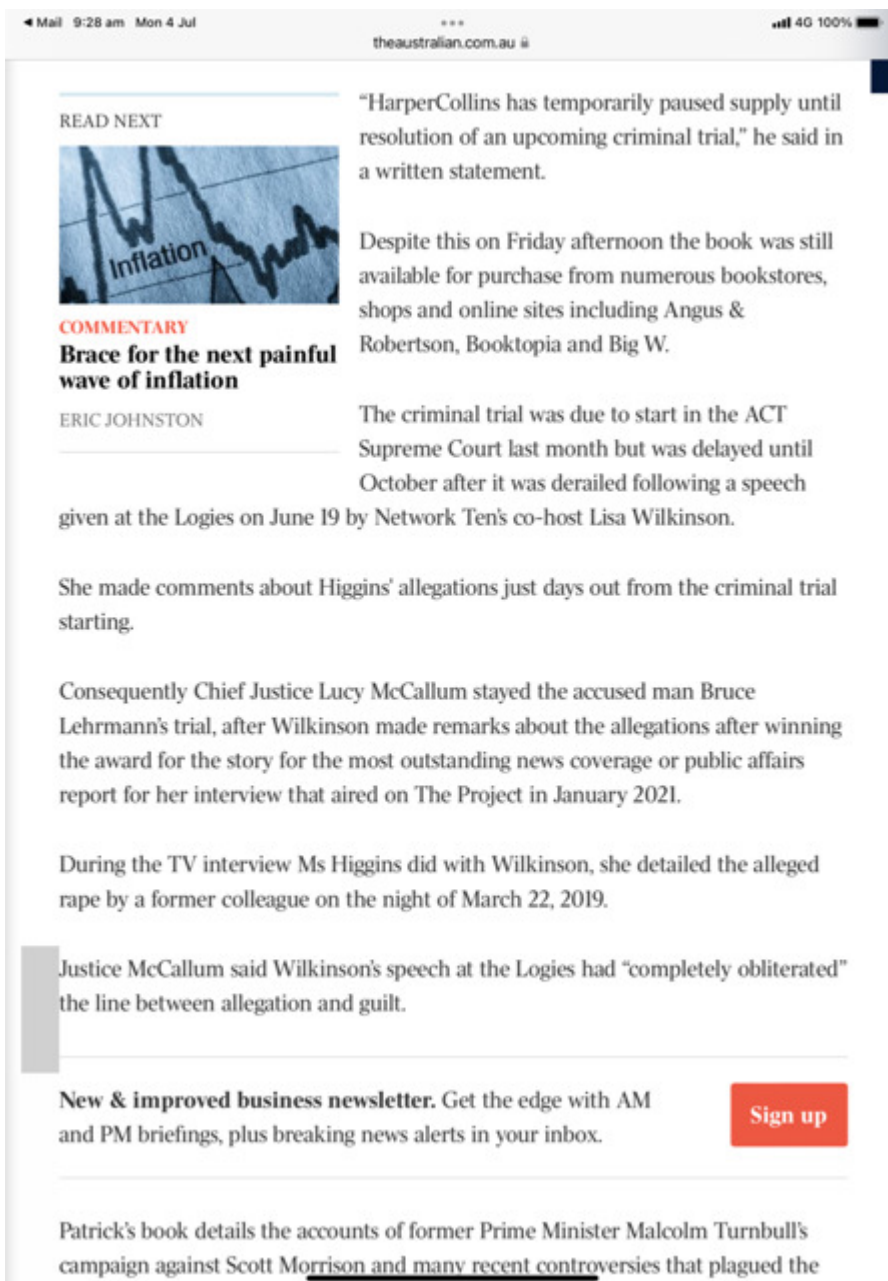 Mail 9:28 am Mon 4 Jul
theaustralian.com.au
4G 100%
READ NEXT
Inflation
COMMENTARY
Brace for the next painful
wave of inflation
ERIC JOHNSTON
“HarperCollins has temporarily paused supply until
resolution of an upcoming criminal trial,” he said in
a written statement.
Despite this on Friday afternoon the book was still
available for purchase from numerous bookstores,
shops and online sites including Angus &
Robertson, Booktopia and Big W.
The criminal trial was due to start in the ACT
Supreme Court last month but was delayed until
October after it was derailed following a speech
given at the Logies on June 19 by Network Ten's co-host Lisa Wilkinson.
She made comments about Higgins' allegations just days out from the criminal trial
starting.
Consequently Chief Justice Lucy McCallum stayed the accused man Bruce
Lehrmann's trial, after Wilkinson made remarks about the allegations after winning
the award for the story for the most outstanding news coverage or public affairs
report for her interview that aired on The Project in January 2021.
During the TV interview Ms Higgins did with Wilkinson, she detailed the alleged
rape by a former colleague on the night of March 22, 2019.
Justice McCallum said Wilkinson's speech at the Logies had “completely obliterated”
the line between allegation and guilt.
New & improved business newsletter. Get the edge with AM
and PM briefings, plus breaking news alerts in your inbox.
Sign up
Patrick's book details the accounts of former Prime Minister Malcolm Turnbull's
campaign against Scott Morrison and many recent controversies that plagued the